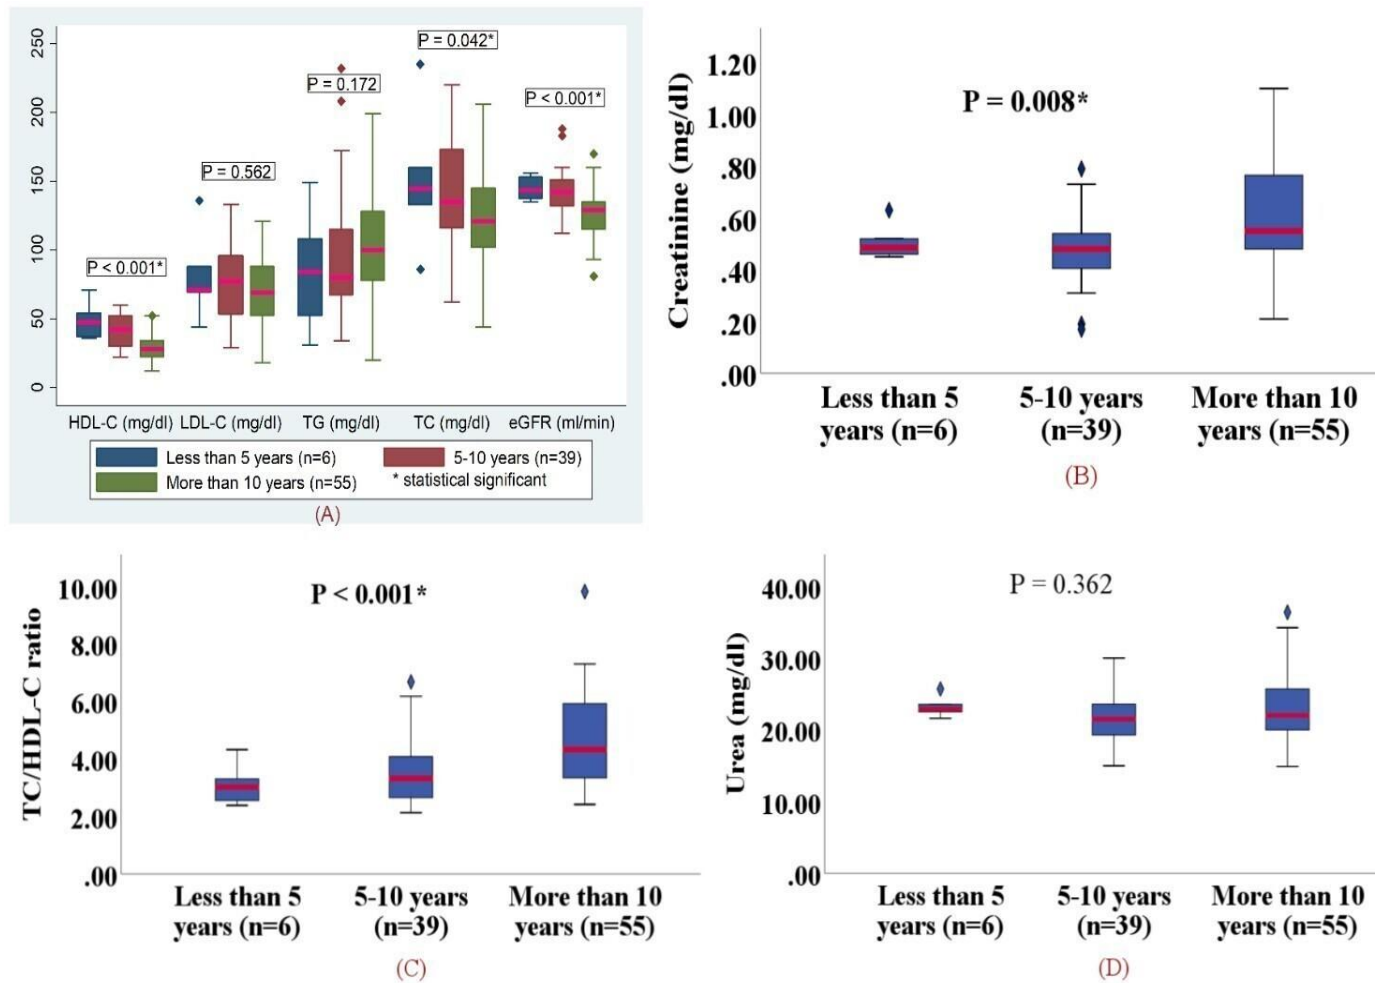 250
200
150
100
50
0
P < 0.001*
P = 0.562
P = 0.172
P = 0.042*
P < 0.001*
HDL-C (mg/dl) LDL-C (mg/dl) TG (mg/dl) TC (mg/dl) eGFR (ml/min)
Less than 5 years (n=6) 5-10 years (n=39)
More than 10 years (n=55) * statistical significant
(A)
Creatinine (mg/dl)
1.20
1.00
.80
.60
.40
.20
.00
P = 0.008*
Less than 5 5-10 years More than 10
years (n=6) (n=39) years (n=55)
(B)
TC/HDL-C ratio
10.00
8.00
6.00
4.00
2.00
.00
P < 0.001*
Less than 5 5-10 years More than 10
years (n=6) (n=39) years (n=55)
(C)
Urea (mg/dl)
40.00
30.00
20.00
10.00
.00
P = 0.362
Less than 5 5-10 years More than 10
years (n=6) (n=39) years (n=55)
(D)